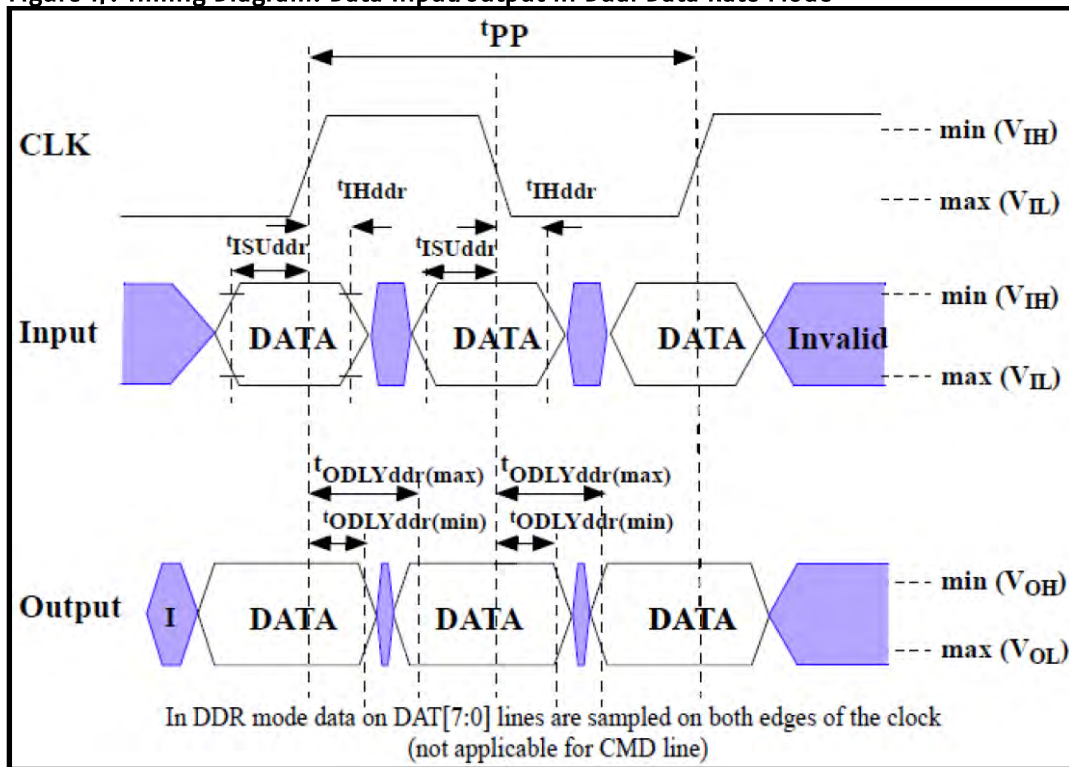 tPP
CLK
min (VIH)
max (VIL)
tIHddr
tIHddr
tISUddr
tISUddr
Input
DATA
DATA
DATA
Invalid
min (VIH)
max (VIL)
tODLYddr(max)
tODLYddr(max)
tODLYddr(min)
tODLYddr(min)
Output
I
DATA
DATA
DATA
min (VOH)
max (VOL)
In DDR mode data on DAT[7:0] lines are sampled on both edges of the clock
(not applicable for CMD line)